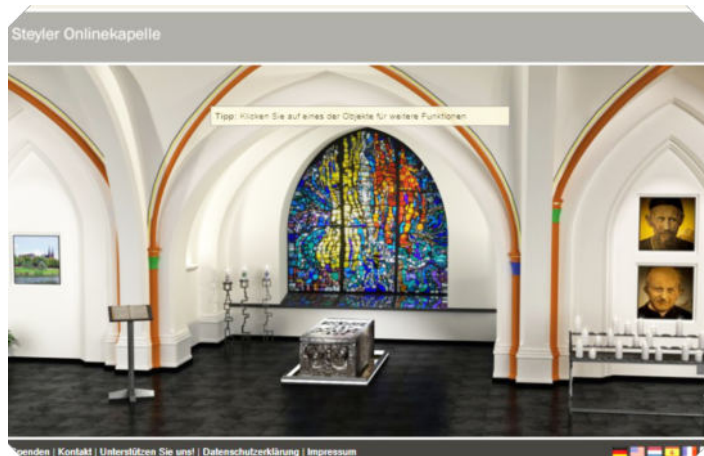 Steyler Onlinekapelle
Tipp: Klicken Sie auf eines der Objekte für weitere Funktionen
Spenden | Kontakt | Unterstützen Sie uns! | Datenschutzerklärung | Impressum